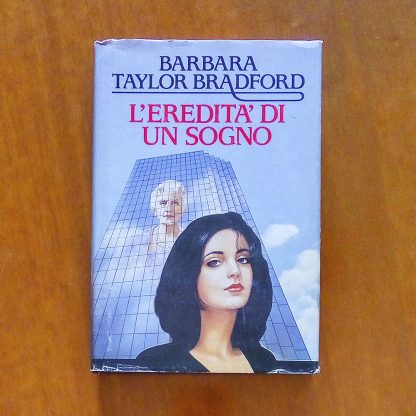 BARBARA
TAYLOR BRADFORD
L'EREDITA' DI
UN SOGNO